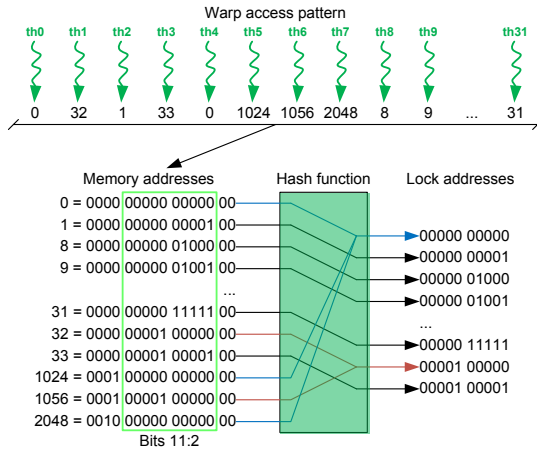 Warp access pattern
th0 th1 th2 th3 th4 th5 th6 th7 th8 th9 th31
0 32 1 33 0 1024 1056 2048 8 9 ... 31
Memory addresses Hash function Lock addresses
0 = 0000 00000 00000 00
1 = 0000 00000 00001 00
8 = 0000 00000 01000 00
9 = 0000 00000 01001 00
...
31 = 0000 00000 11111 00
32 = 0000 00001 00000 00
33 = 0000 00001 00001 00
1024 = 0001 00000 00000 00
1056 = 0001 00001 00000 00
2048 = 0010 00000 00000 00
Bits 11:2
00000 00000
00000 00001
00000 01000
00000 01001
...
00000 11111
00001 00000
00001 00001